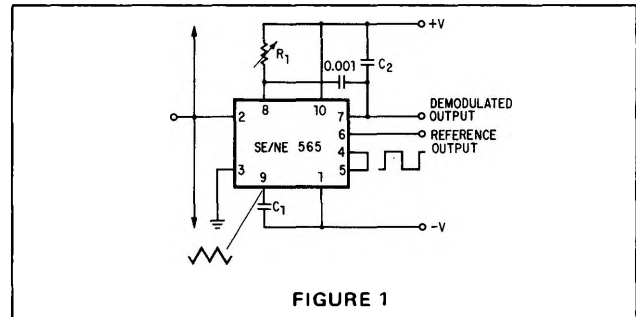 +V
R1
0.001
C2
8
10
DEMODULATED
OUTPUT
7
2
6
REFERENCE
OUTPUT
SE/NE 565
4
3
5
9
1
C1
-V
FIGURE 1